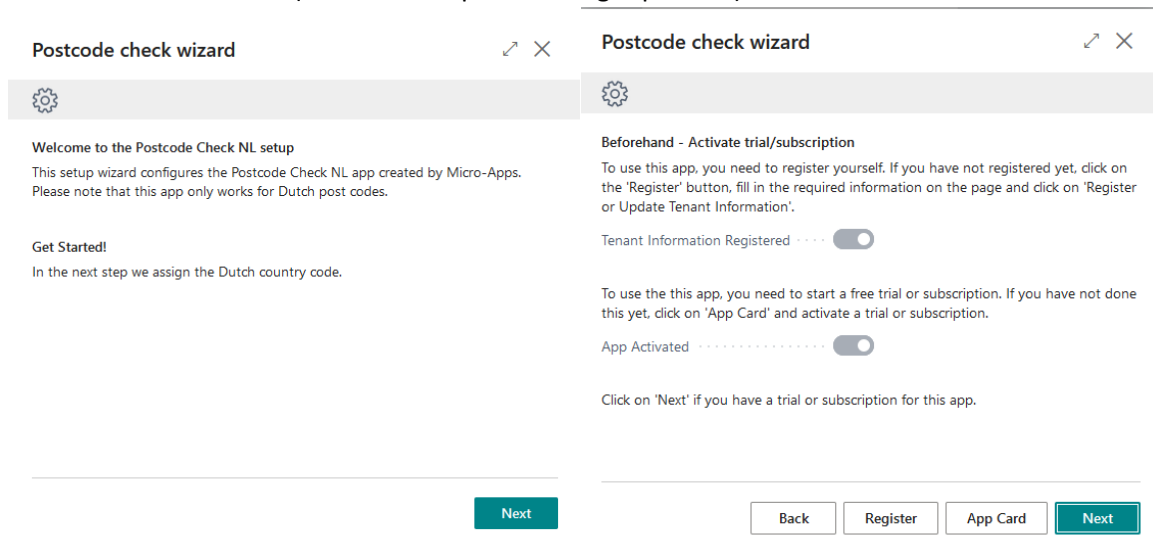 Postcode check wizard
Welcome to the Postcode Check NL setup
This setup wizard configures the Postcode Check NL app created by Micro-Apps.
Please note that this app only works for Dutch post codes.
Get Started!
In the next step we assign the Dutch country code.
Next
Postcode check wizard
Beforehand - Activate trial/subscription
To use this app, you need to register yourself. If you have not registered yet, click on
the 'Register' button, fill in the required information on the page and click on 'Register
or Update Tenant Information'.
Tenant Information Registered
To use the this app, you need to start a free trial or subscription. If you have not done
this yet, click on 'App Card' and activate a trial or subscription.
App Activated
Click on 'Next' if you have a trial or subscription for this app.
Back
Register
App Card
Next